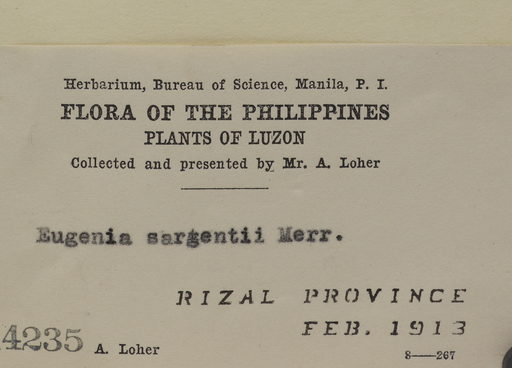 Herbarium, Bureau of Science, Manila, P. I.
FLORA OF THE PHILIPPINES
PLANTS OF LUZON
Collected and presented by Mr. A. Loher
Eugenia sargentii Merr.
RIZAL PROVINCE
FEB. 1913
4235 A. Loher
8——267